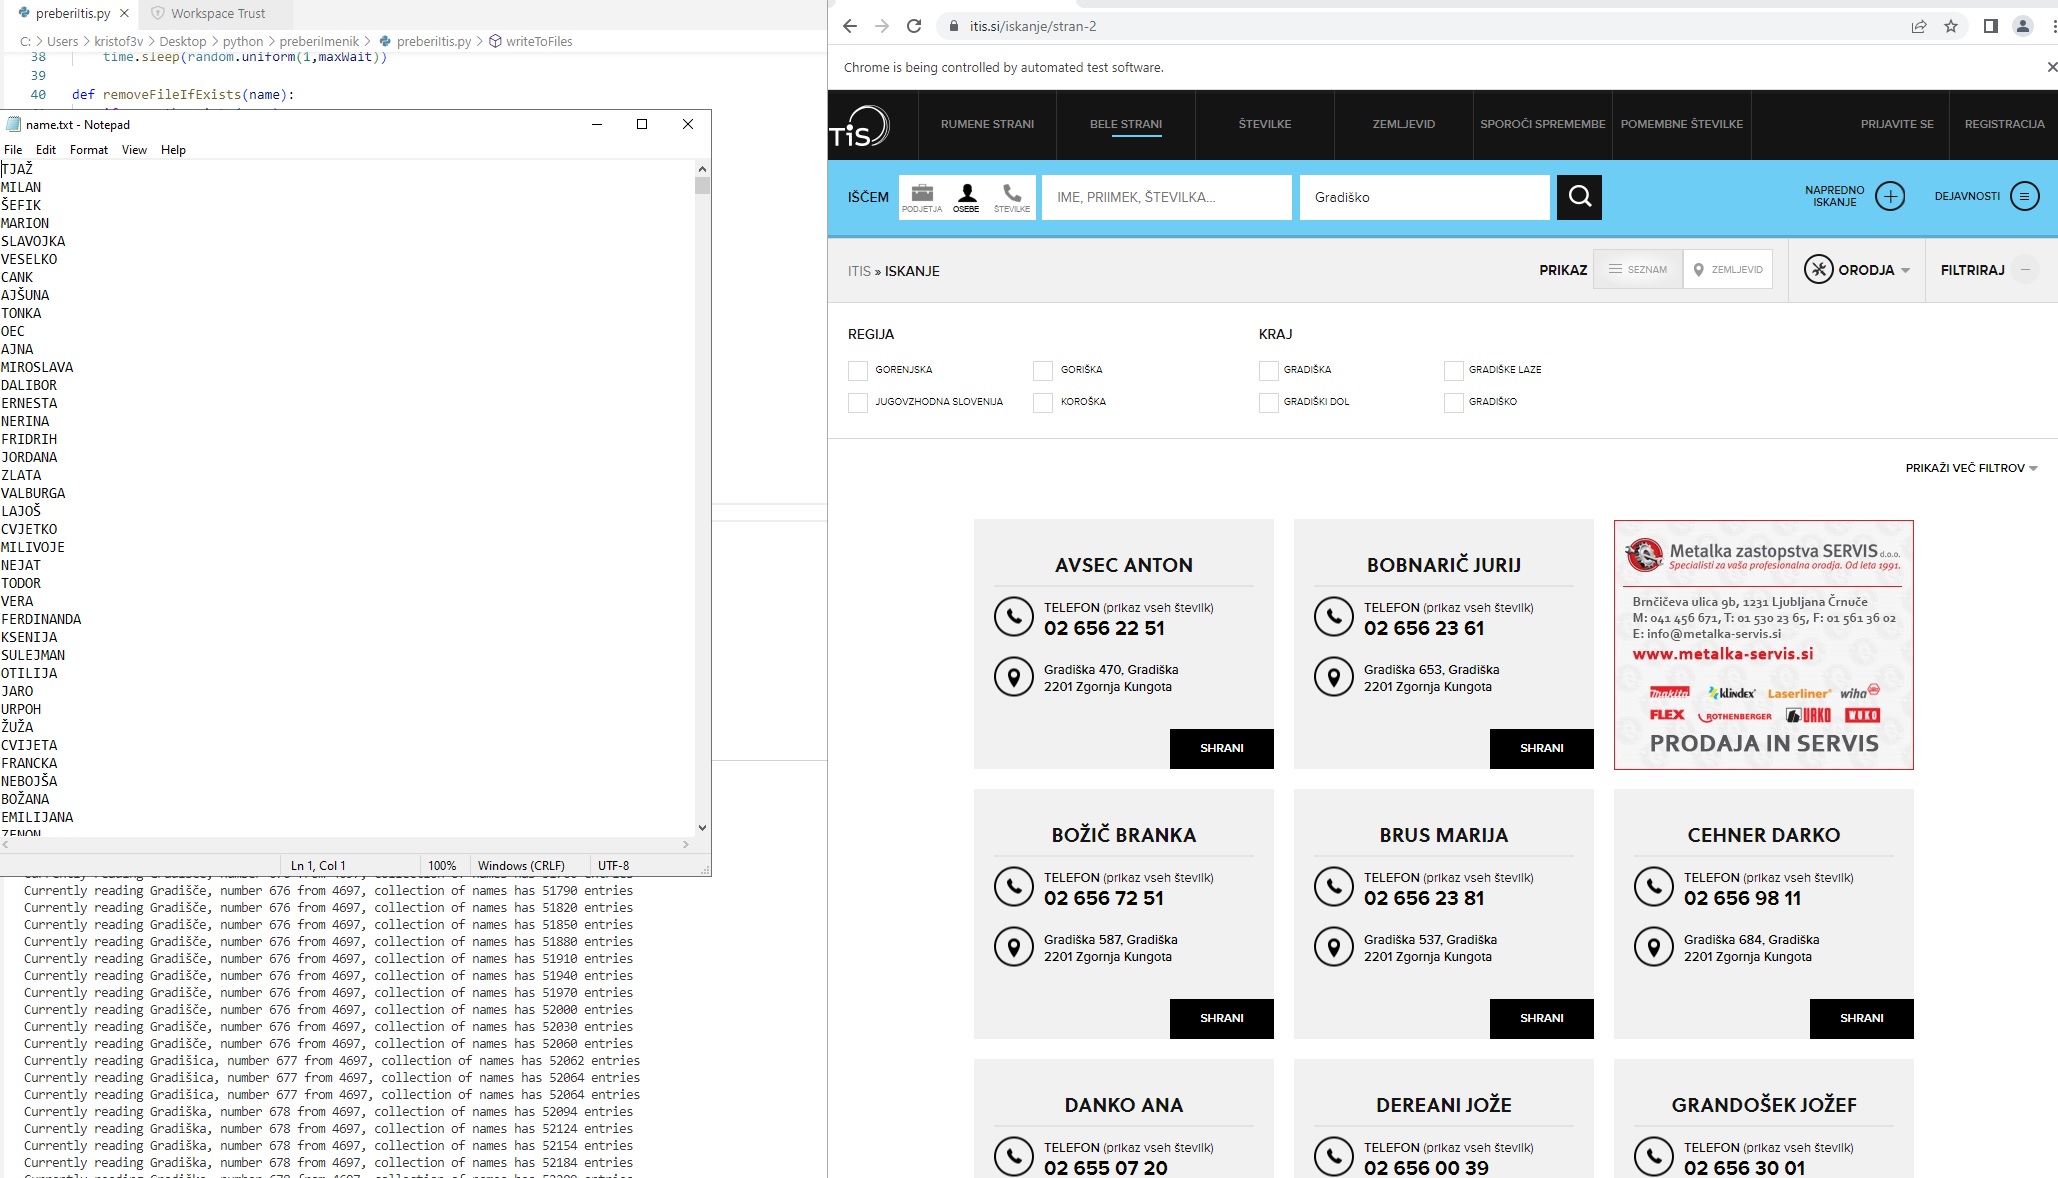 preberiItis.py
Workspace Trust
C: > Users > kristof3v > Desktop > python > preberiImenik > preberiItis.py > writeToFiles
38 time.sleep(random.uniform(1,maxWait))
39
40 def removeFileIfExists(name):
name.txt - Notepad
File Edit Format View Help
TJAŽ
MILAN
ŠEFIK
MARION
SLAVOJKA
VESELKO
CANK
AJŠUNA
TONKA
OEC
AJNA
MIROSLAVA
DALIBOR
ERNESTA
NERINA
FRIDRIH
JORDANA
ZLATA
VALBURGA
LAJOŠ
CVJETKO
MILIVOJE
NEJAT
TODOR
VERA
FERDINANDA
KSENIJA
SULEJMAN
OTILIJA
JARO
URPOH
ŽUŽA
CVIJETA
FRANCKA
NEBOJŠA
BOŽANA
EMILIJANA
ZENON
Ln 1, Col 1 100% Windows (CRLF) UTF-8
Currently reading Gradišče, number 676 from 4697, collection of names has 51790 entries
Currently reading Gradišče, number 676 from 4697, collection of names has 51820 entries
Currently reading Gradišče, number 676 from 4697, collection of names has 51850 entries
Currently reading Gradišče, number 676 from 4697, collection of names has 51880 entries
Currently reading Gradišče, number 676 from 4697, collection of names has 51910 entries
Currently reading Gradišče, number 676 from 4697, collection of names has 51940 entries
Currently reading Gradišče, number 676 from 4697, collection of names has 51970 entries
Currently reading Gradišče, number 676 from 4697, collection of names has 52000 entries
Currently reading Gradišče, number 676 from 4697, collection of names has 52030 entries
Currently reading Gradišče, number 676 from 4697, collection of names has 52060 entries
Currently reading Gradišica, number 677 from 4697, collection of names has 52062 entries
Currently reading Gradišica, number 677 from 4697, collection of names has 52064 entries
Currently reading Gradišica, number 677 from 4697, collection of names has 52064 entries
Currently reading Gradiška, number 678 from 4697, collection of names has 52094 entries
Currently reading Gradiška, number 678 from 4697, collection of names has 52124 entries
Currently reading Gradiška, number 678 from 4697, collection of names has 52154 entries
Currently reading Gradiška, number 678 from 4697, collection of names has 52184 entries
itis.si/iskanje/stran-2
Chrome is being controlled by automated test software.
TiS
RUMENE STRANI BELE STRANI ŠTEVILKE ZEMLJEVID SPOROČI SPREMEMBE POMEMBNE ŠTEVILKE PRIJAVITE SE REGISTRACIJA
IŠČEM
PODJETJA OSEBE ŠTEVILKE
IME, PRIIMEK, ŠTEVILKA...
Gradiško
NAPREDNO
ISKANJE
DEJAVNOSTI
ITIS » ISKANJE
PRIKAZ SEZNAM ZEMLJEVID ORODJA FILTRIRAJ
REGIJA KRAJ
GORENJSKA GORIŠKA GRADIŠKA GRADIŠKE LAZE
JUGOVZHODNA SLOVENIJA KOROŠKA GRADIŠKI DOL GRADIŠKO
PRIKAŽI VEČ FILTROV
AVSEC ANTON
TELEFON (prikaz vseh številk)
02 656 22 51
Gradiška 470, Gradiška
2201 Zgornja Kungota
SHRANI
BOBNARIČ JURIJ
TELEFON (prikaz vseh številk)
02 656 23 61
Gradiška 653, Gradiška
2201 Zgornja Kungota
SHRANI
Metalka zastopstva SERVIS d.o.o.
Specialisti za vaša profesionalna orodja. Od leta 1991.
Brnčičeva ulica 9b, 1231 Ljubljana Črnuče
M: 041 456 671, T: 01 530 23 65, F: 01 561 36 02
E: info@metalka-servis.si
www.metalka-servis.si
makita klindex Laserliner wiha
FLEX ROTHENBERGER URKO WOKO
PRODAJA IN SERVIS
BOŽIČ BRANKA
TELEFON (prikaz vseh številk)
02 656 72 51
Gradiška 587, Gradiška
2201 Zgornja Kungota
SHRANI
BRUS MARIJA
TELEFON (prikaz vseh številk)
02 656 23 81
Gradiška 537, Gradiška
2201 Zgornja Kungota
SHRANI
CEHNER DARKO
TELEFON (prikaz vseh številk)
02 656 98 11
Gradiška 684, Gradiška
2201 Zgornja Kungota
SHRANI
DANKO ANA
TELEFON (prikaz vseh številk)
02 655 07 20
DEREANI JOŽE
TELEFON (prikaz vseh številk)
02 656 00 39
GRANDOŠEK JOŽEF
TELEFON (prikaz vseh številk)
02 656 30 01